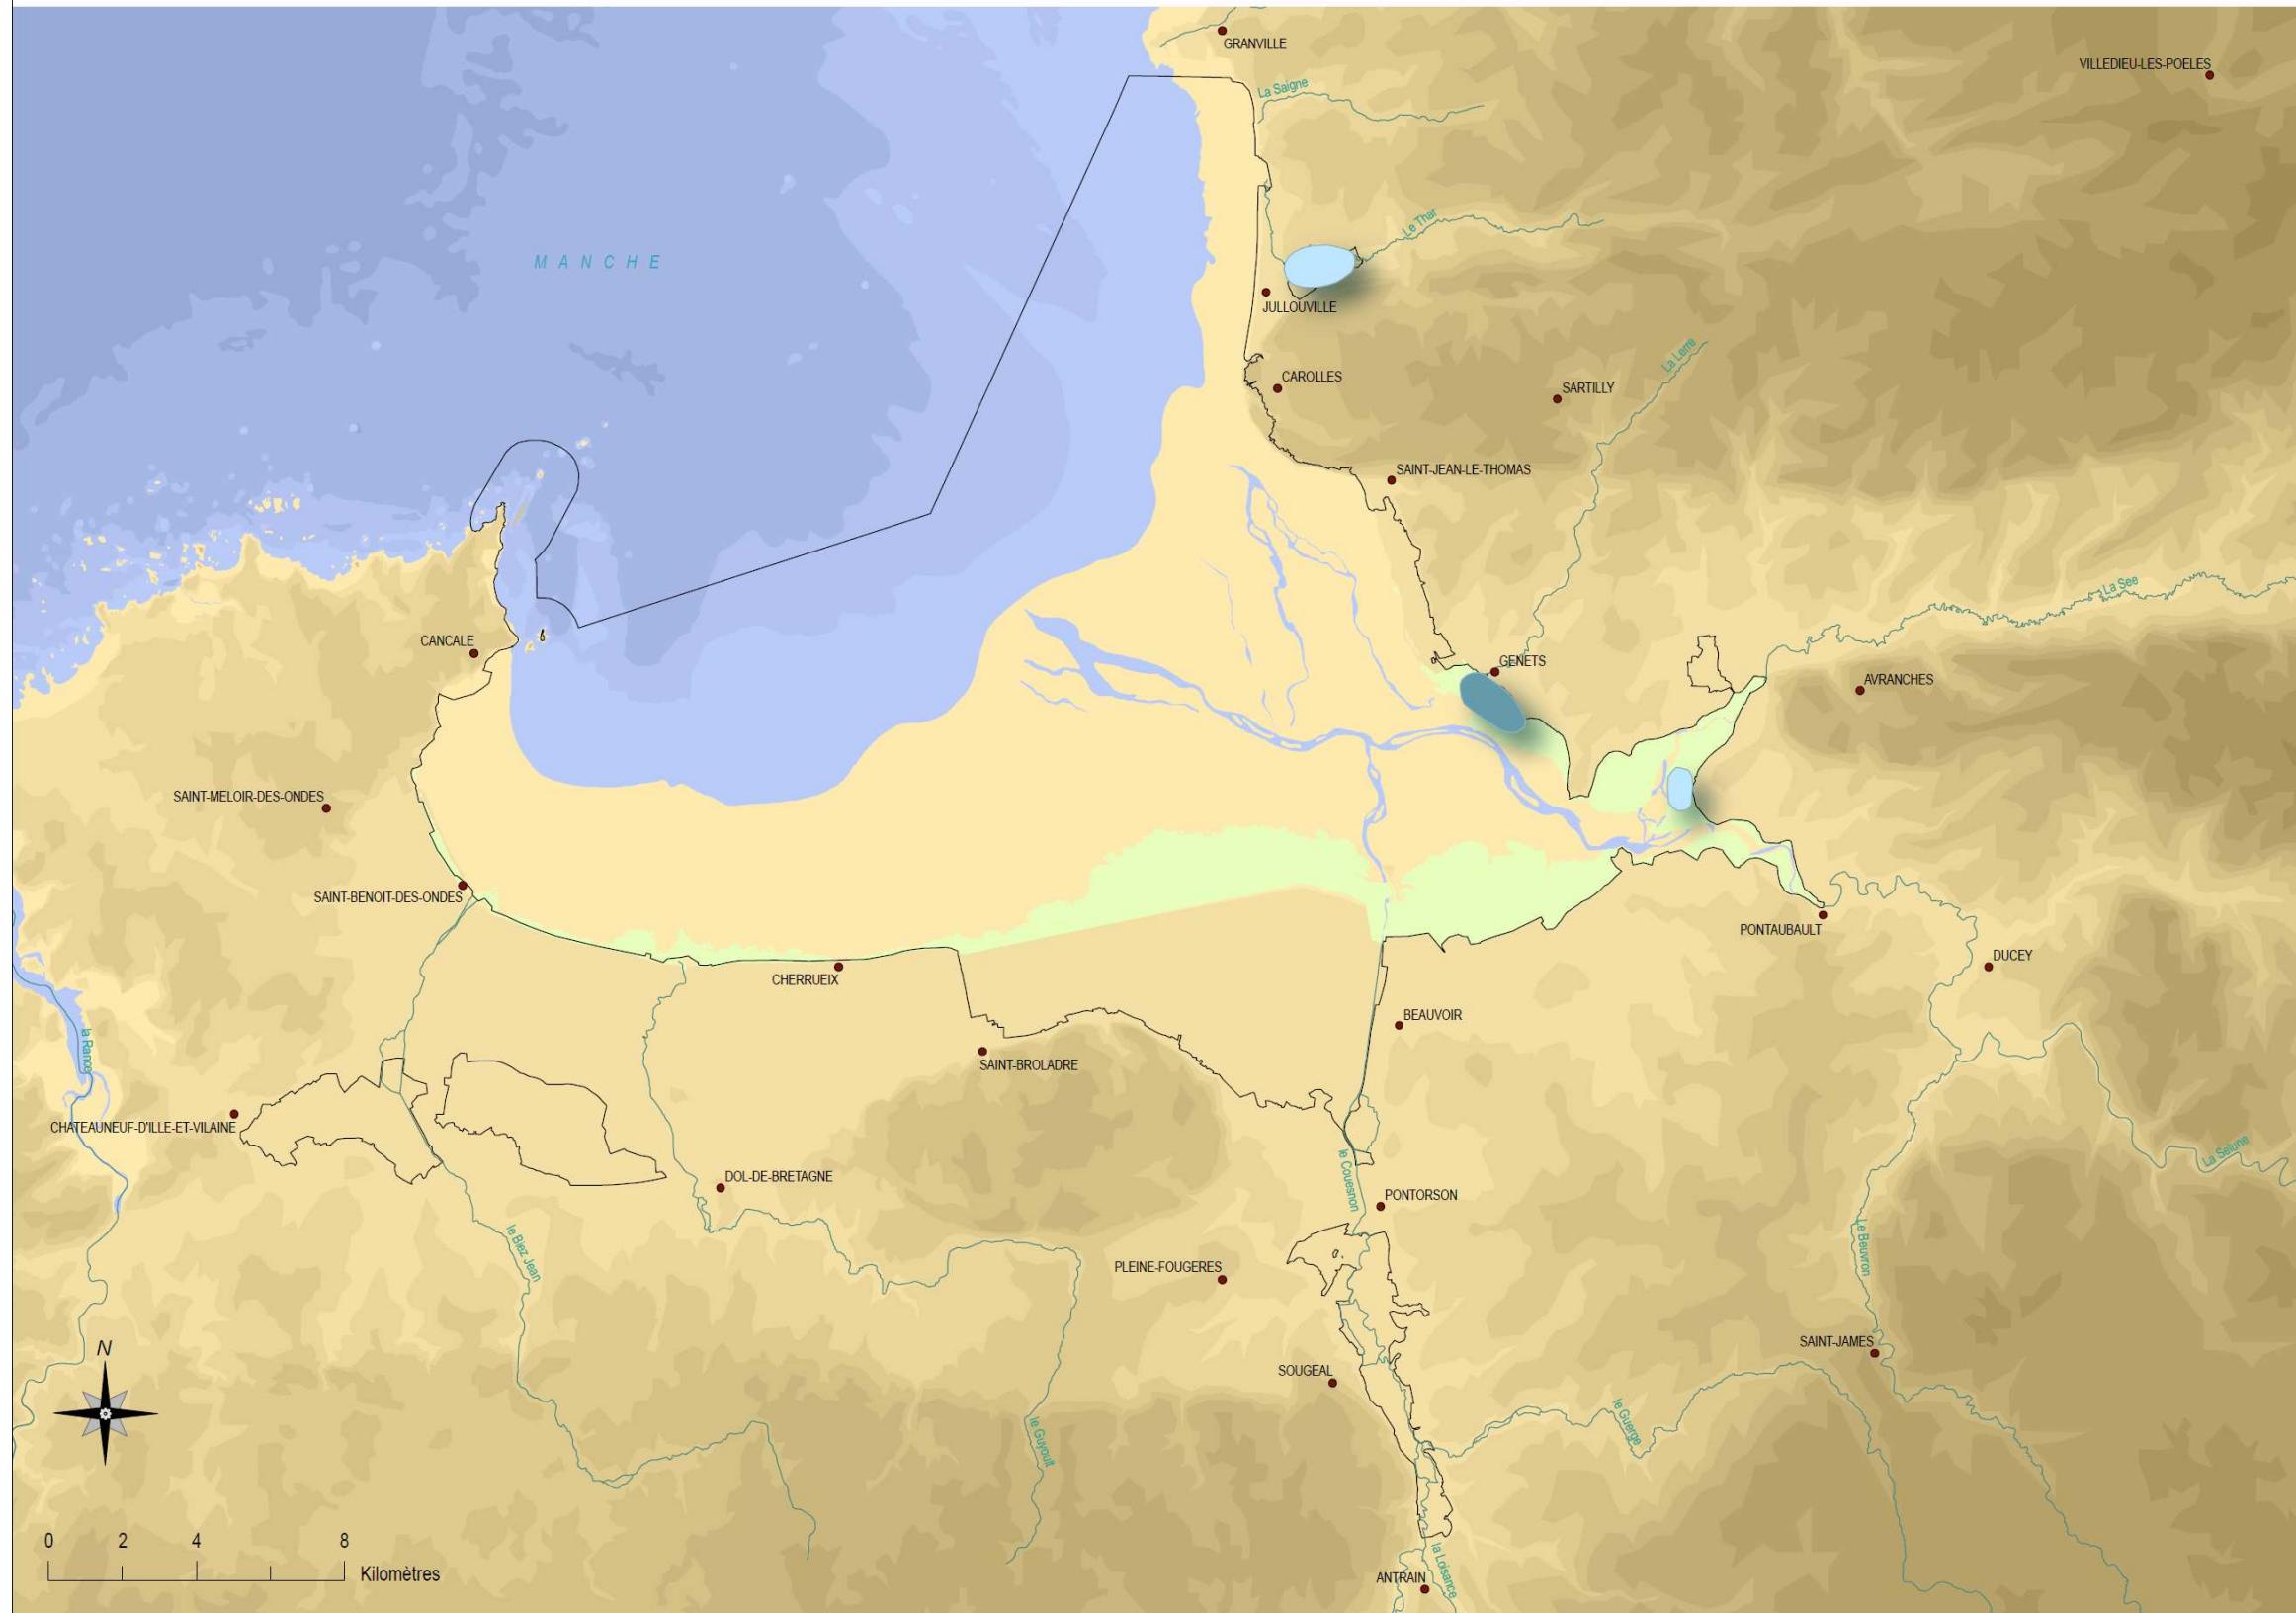 GRANVILLE
VILLEDIEU-LES-POELES
La Saigne
Le Thar
M A N C H E
JULLOUVILLE
La Lerre
CAROLLES
SARTILLY
SAINT-JEAN-LE-THOMAS
La See
CANCALE
GENETS
AVRANCHES
SAINT-MELOIR-DES-ONDES
SAINT-BENOIT-DES-ONDES
PONTAUBAULT
DUCEY
CHERRUEIX
BEAUVOIR
la Rance
SAINT-BROLADRE
CHATEAUNEUF-D'ILLE-ET-VILAINE
La Selune
le Couesnon
DOL-DE-BRETAGNE
PONTORSON
le Biez Jean
Le Beuvron
PLEINE-FOUGERES
N
SAINT-JAMES
SOUGEAL
le Guerge
le Guyoult
0 2 4 8
Kilomètres
la Loisance
ANTRAIN